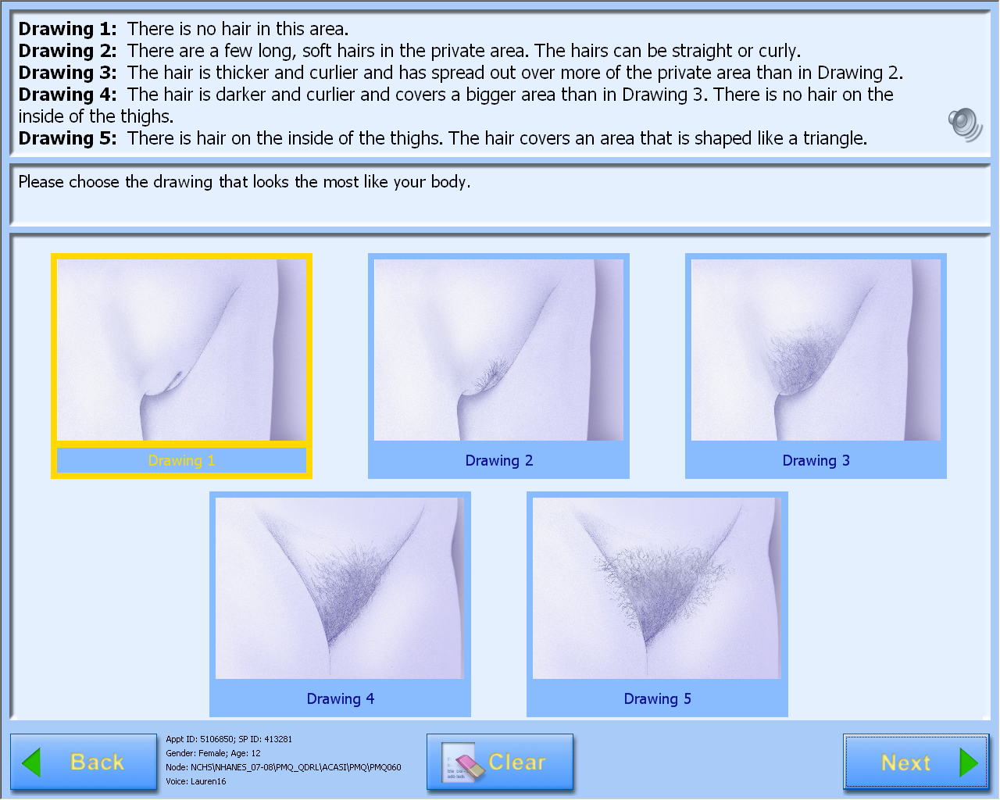 Drawing 1: There is no hair in this area.
Drawing 2: There are a few long, soft hairs in the private area. The hairs can be straight or curly.
Drawing 3: The hair is thicker and curlier and has spread out over more of the private area than in Drawing 2.
Drawing 4: The hair is darker and curlier and covers a bigger area than in Drawing 3. There is no hair on the
inside of the thighs.
Drawing 5: There is hair on the inside of the thighs. The hair covers an area that is shaped like a triangle.
Please choose the drawing that looks the most like your body.
Drawing 1
Drawing 2
Drawing 3
Drawing 4
Drawing 5
Back
Appt ID: 5106850; SP ID: 413281
Gender: Female; Age: 12
Node: NCHS\NHANES_07-08\PMQ_QDRL\ACASI\PMQ\PMQ060
Voice: Lauren16
Clear
Next